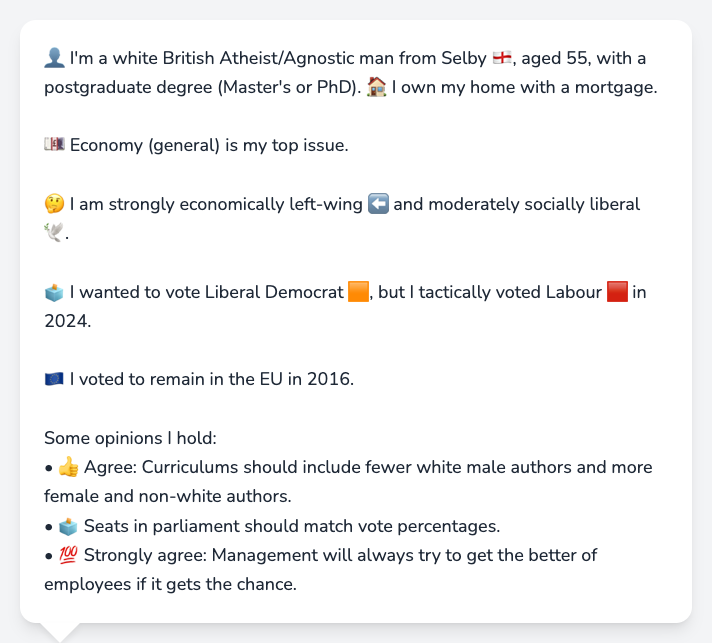 👤 I'm a white British Atheist/Agnostic man from Selby 🏴󠁧󠁢󠁥󠁮󠁧󠁿, aged 55, with a
postgraduate degree (Master's or PhD). 🏠 I own my home with a mortgage.
💷 Economy (general) is my top issue.
🤔 I am strongly economically left-wing ⬅️ and moderately socially liberal
🕊️.
🗳️ I wanted to vote Liberal Democrat 🟧, but I tactically voted Labour 🟥 in
2024.
🇪🇺 I voted to remain in the EU in 2016.
Some opinions I hold:
• 👍 Agree: Curriculums should include fewer white male authors and more
female and non-white authors.
• 🗳️ Seats in parliament should match vote percentages.
• 💯 Strongly agree: Management will always try to get the better of
employees if it gets the chance.